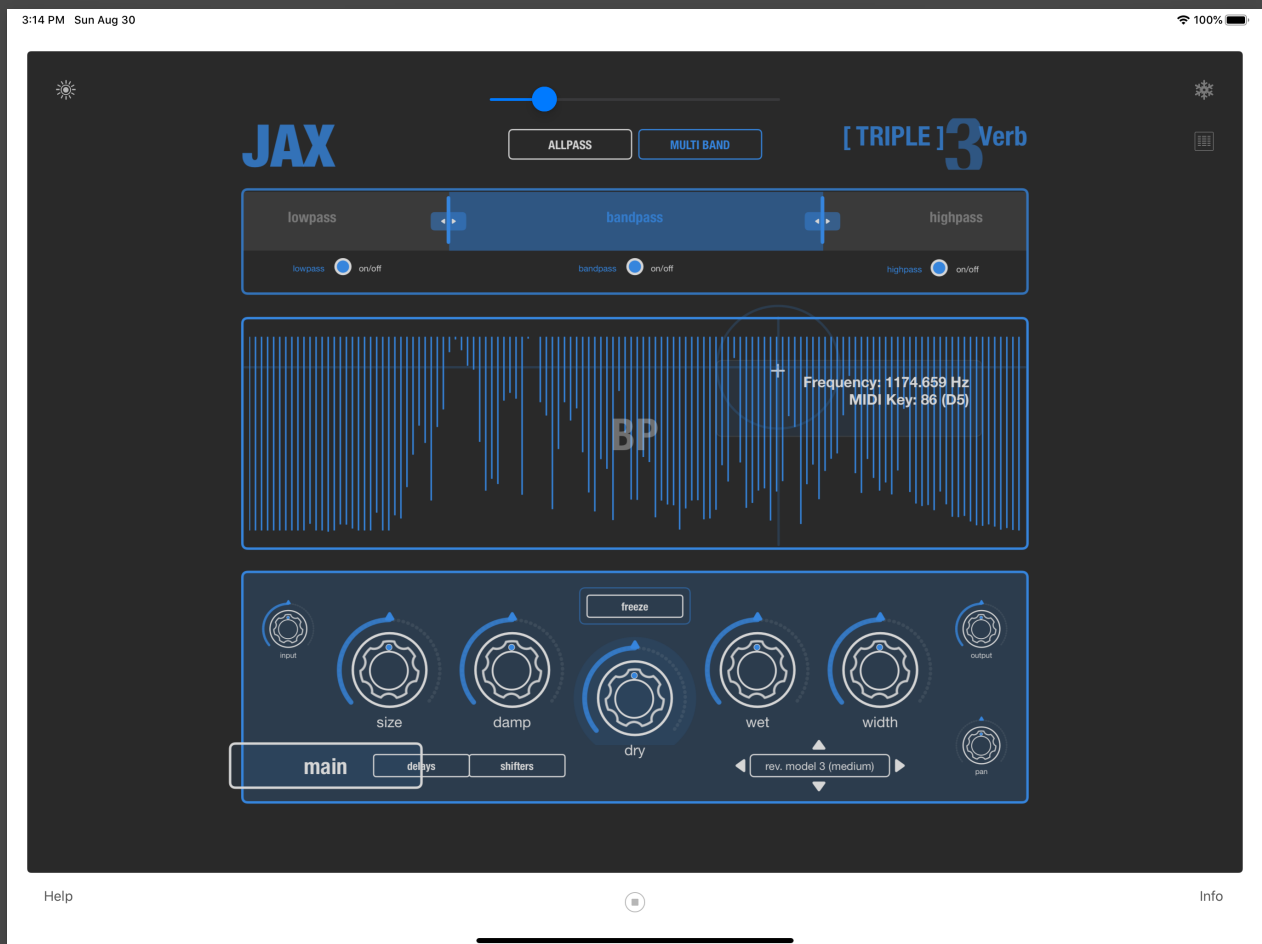 3:14 PM Sun Aug 30
100%
JAX
ALLPASS
MULTI BAND
[ TRIPLE ]3Verb
lowpass
bandpass
highpass
lowpass on/off
bandpass on/off
highpass on/off
Frequency: 1174.659 Hz
MIDI Key: 86 (D5)
BP
freeze
input
output
size
damp
dry
wet
width
main
delays
shifters
rev. model 3 (medium)
pan
Help
Info